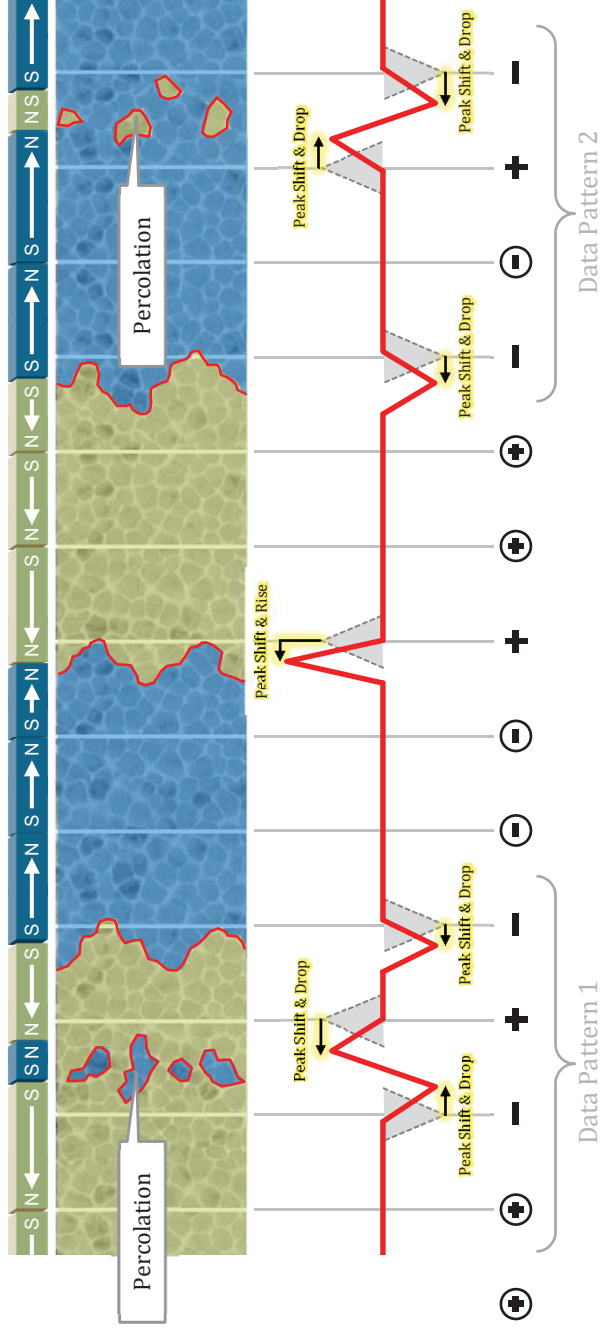 S N S S N N S S N S N S N N S N S N S S N S N N S S
Percolation
Percolation
Peak Shift & Rise
Peak Shift & Drop
Peak Shift & Drop
Peak Shift & Drop
Peak Shift & Drop
Peak Shift & Drop
Peak Shift & Drop
⊕ ⊕ − + − ⊖ ⊖ + ⊕ ⊕ − ⊖ + −
Data Pattern 1
Data Pattern 2